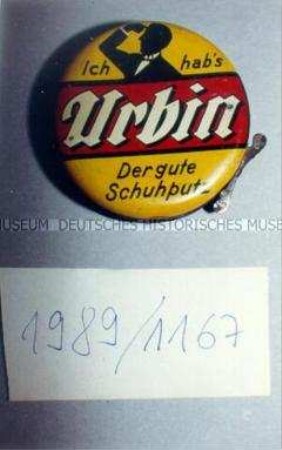 Ich hab's
Urbin
Der gute
Schuhputz
MUSEUM DEUTSCHES HISTORISCHES MUSE
1989/1167